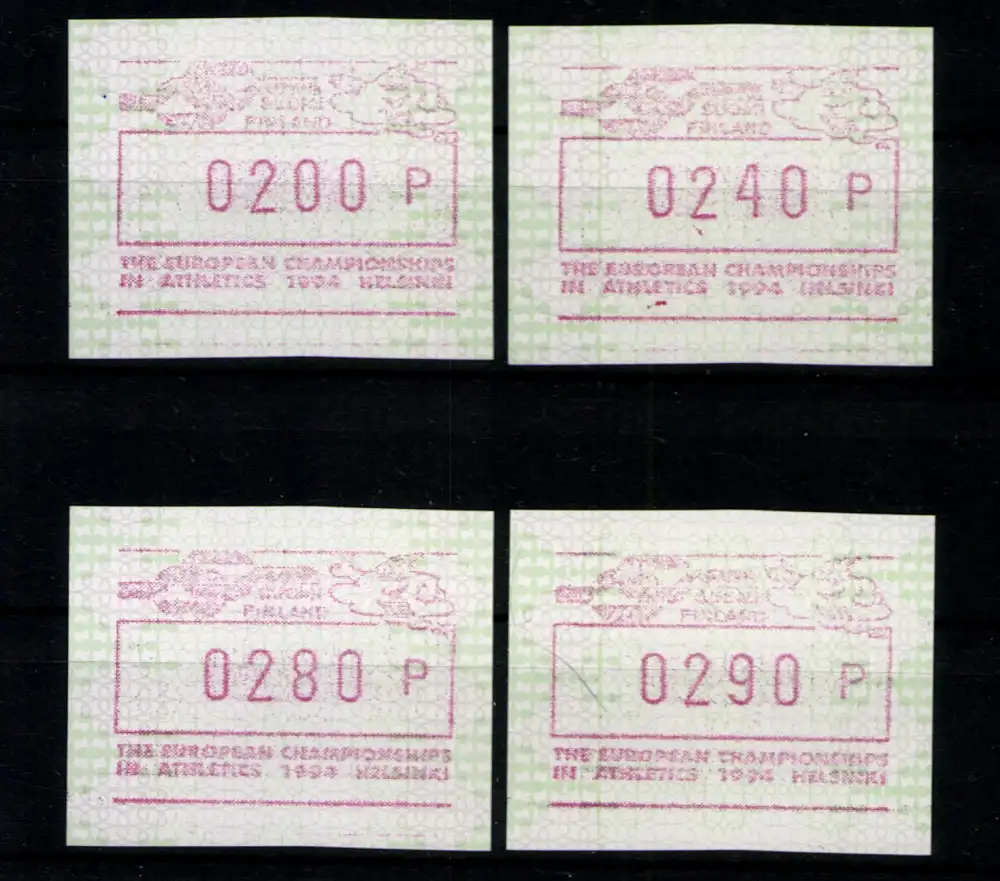 SUOMI
FINLAND
0200 P
THE EUROPEAN CHAMPIONSHIPS
IN ATHLETICS 1994 HELSINKI
SUOMI
FINLAND
0240 P
THE EUROPEAN CHAMPIONSHIPS
IN ATHLETICS 1994 HELSINKI
FINLAND
0280 P
THE EUROPEAN CHAMPIONSHIPS
IN ATHLETICS 1994 HELSINKI
FINLAND
0290 P
THE EUROPEAN CHAMPIONSHIPS
IN ATHLETICS 1994 HELSINKI